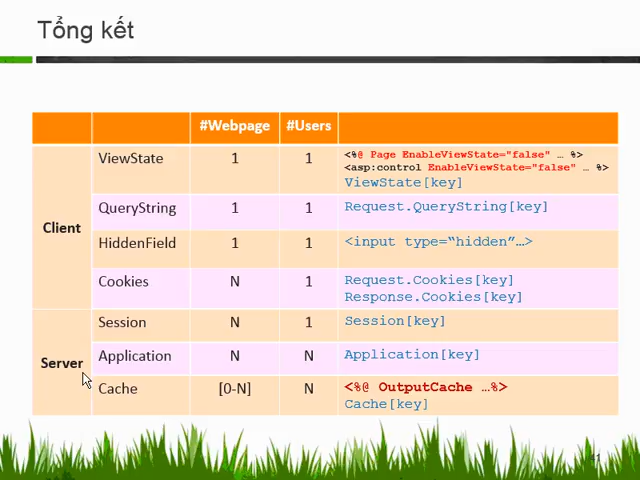 Tổng kết
#Webpage #Users
Client
ViewState 1 1 <%@ Page EnableViewState="false" … %>
<asp:control EnableViewState="false" … %>
ViewState[key]
QueryString 1 1 Request.QueryString[key]
HiddenField 1 1 <input type=“hidden”…>
Cookies N 1 Request.Cookies[key]
Response.Cookies[key]
Server
Session N 1 Session[key]
Application N N Application[key]
Cache [0-N] N <%@ OutputCache …%>
Cache[key]
41